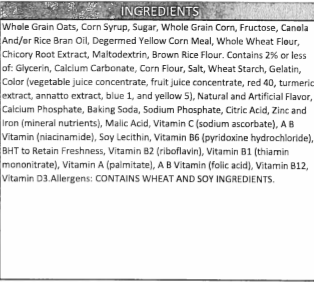 INGREDIENTS
Whole Grain Oats, Corn Syrup, Sugar, Whole Grain Corn, Fructose, Canola
And/or Rice Bran Oil, Degermed Yellow Corn Meal, Whole Wheat Flour,
Chicory Root Extract, Maltodextrin, Brown Rice Flour. Contains 2% or less
of: Glycerin, Calcium Carbonate, Corn Flour, Salt, Wheat Starch, Gelatin,
Color (vegetable juice concentrate, fruit juice concentrate, red 40, turmeric
extract, annatto extract, blue 1, and yellow 5), Natural and Artificial Flavor,
Calcium Phosphate, Baking Soda, Sodium Phosphate, Citric Acid, Zinc and
Iron (mineral nutrients), Malic Acid, Vitamin C (sodium ascorbate), A B
Vitamin (niacinamide), Soy Lecithin, Vitamin B6 (pyridoxine hydrochloride),
BHT to Retain Freshness, Vitamin B2 (riboflavin), Vitamin B1 (thiamin
mononitrate), Vitamin A (palmitate), A B Vitamin (folic acid), Vitamin B12,
Vitamin D3.Allergens: CONTAINS WHEAT AND SOY INGREDIENTS.